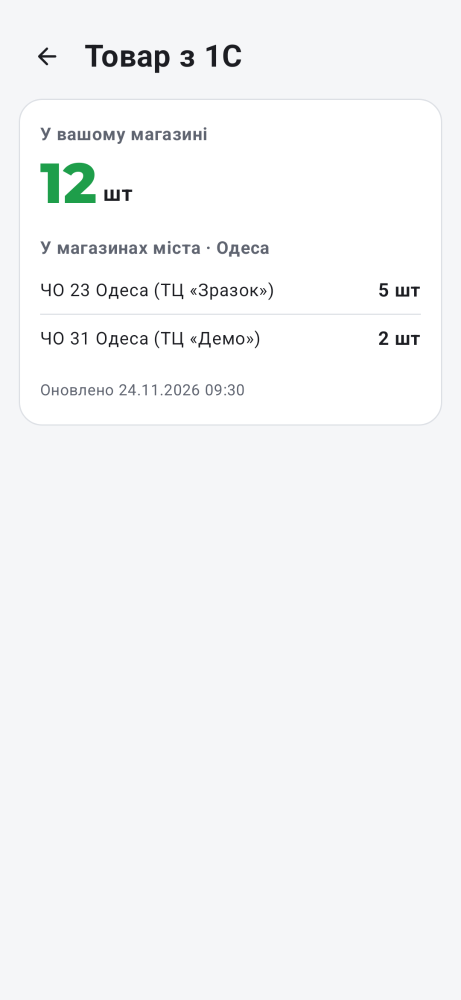 Товар з 1С
У вашому магазині
12 шт
У магазинах міста · Одеса
ЧО 23 Одеса (ТЦ «Зразок») 5 шт
ЧО 31 Одеса (ТЦ «Демо») 2 шт
Оновлено 24.11.2026 09:30